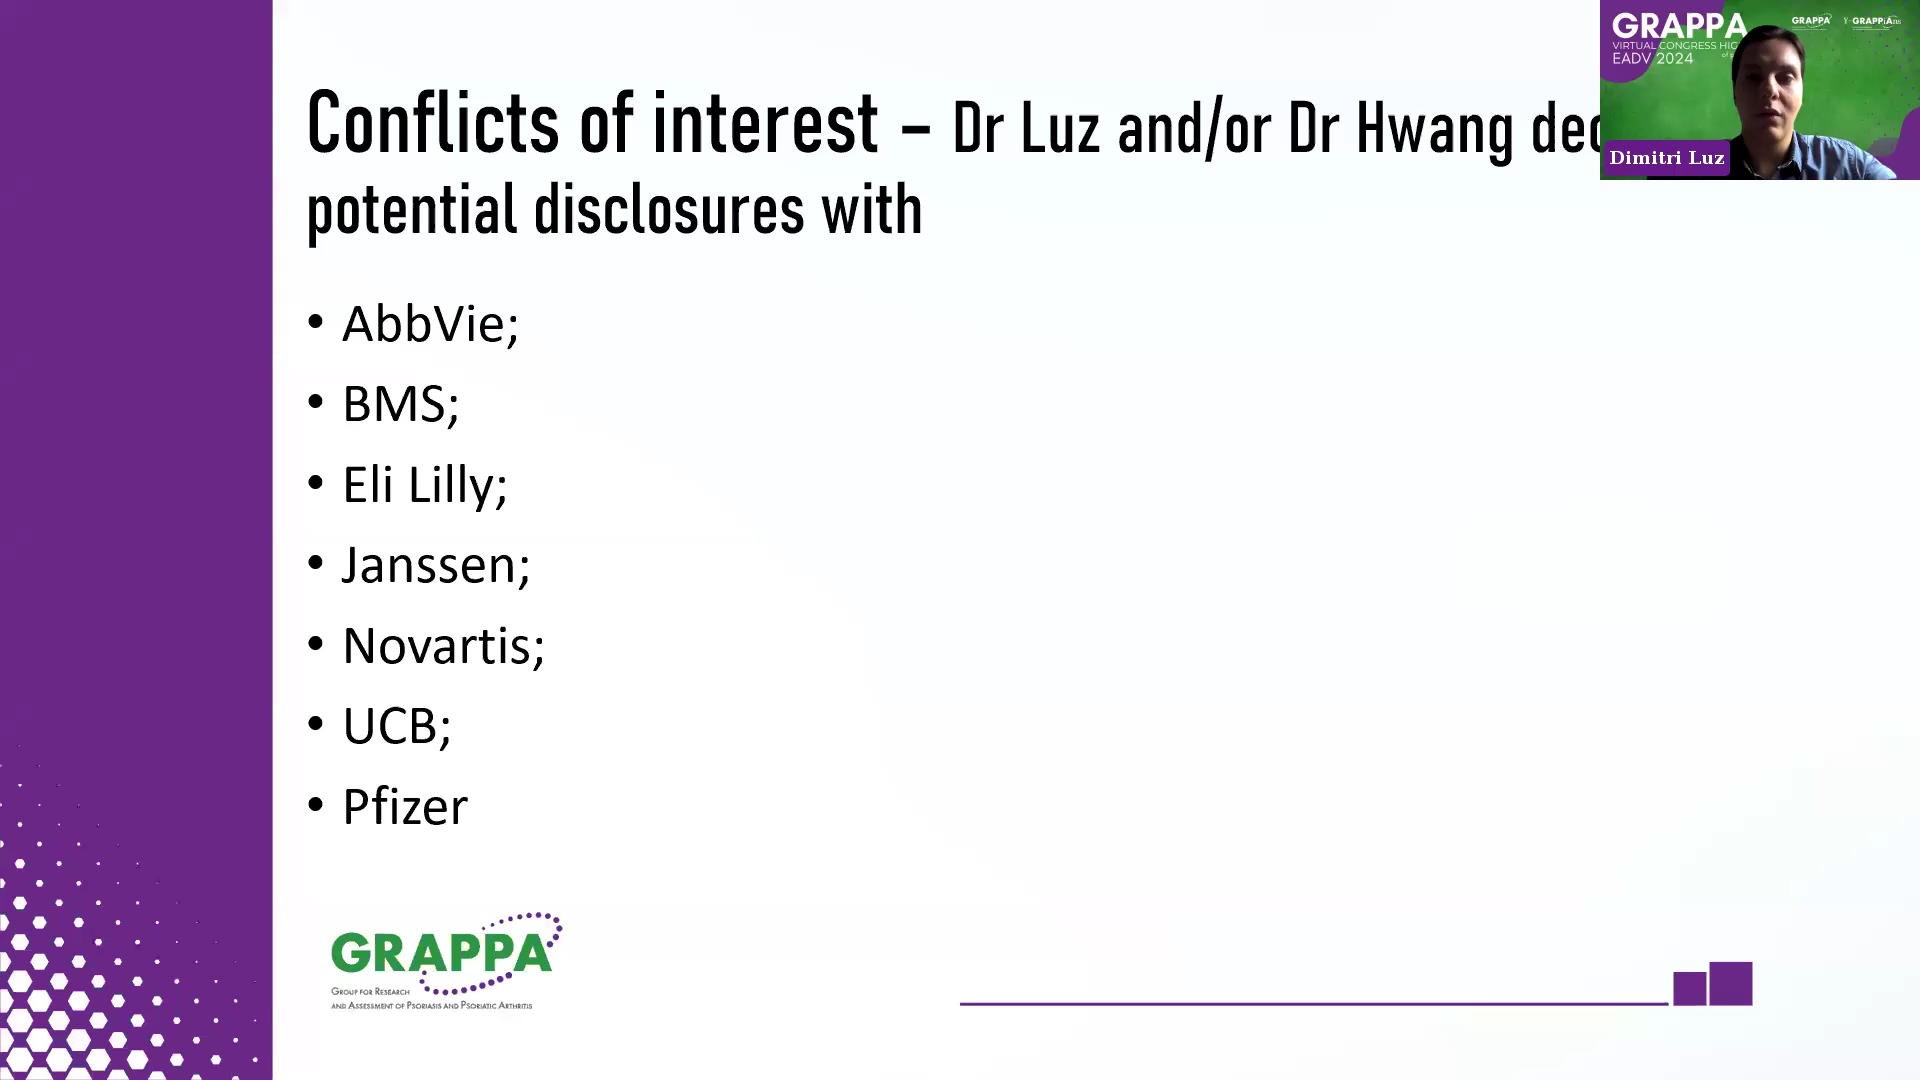 Conflicts of interest – Dr Luz and/or Dr Hwang
potential disclosures with
• AbbVie;
• BMS;
• Eli Lilly;
• Janssen;
• Novartis;
• UCB;
• Pfizer
GRAPPA
Group for Research
and Assessment of Psoriasis and Psoriatic Arthritis
GRAPPA
VIRTUAL CONGRESS
EADV 2024
GRAPPA
Y-GRAPPAns
Dimitri Luz